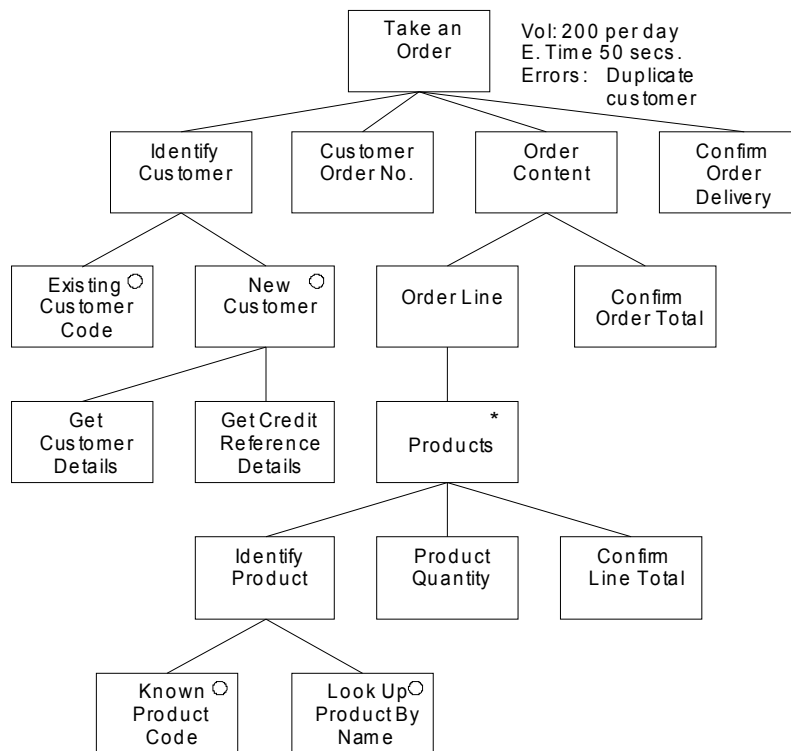 Take an
Order
Vol: 200 per day
E. Time 50 secs.
Errors: Duplicate
customer
Identify
Customer
Customer
Order No.
Order
Content
Confirm
Order
Delivery
Existing
Customer
Code
New
Customer
Order Line
Confirm
Order Total
Get
Customer
Details
Get Credit
Reference
Details
*
Products
Identify
Product
Product
Quantity
Confirm
Line Total
Known
Product
Code
Look Up
Product By
Name